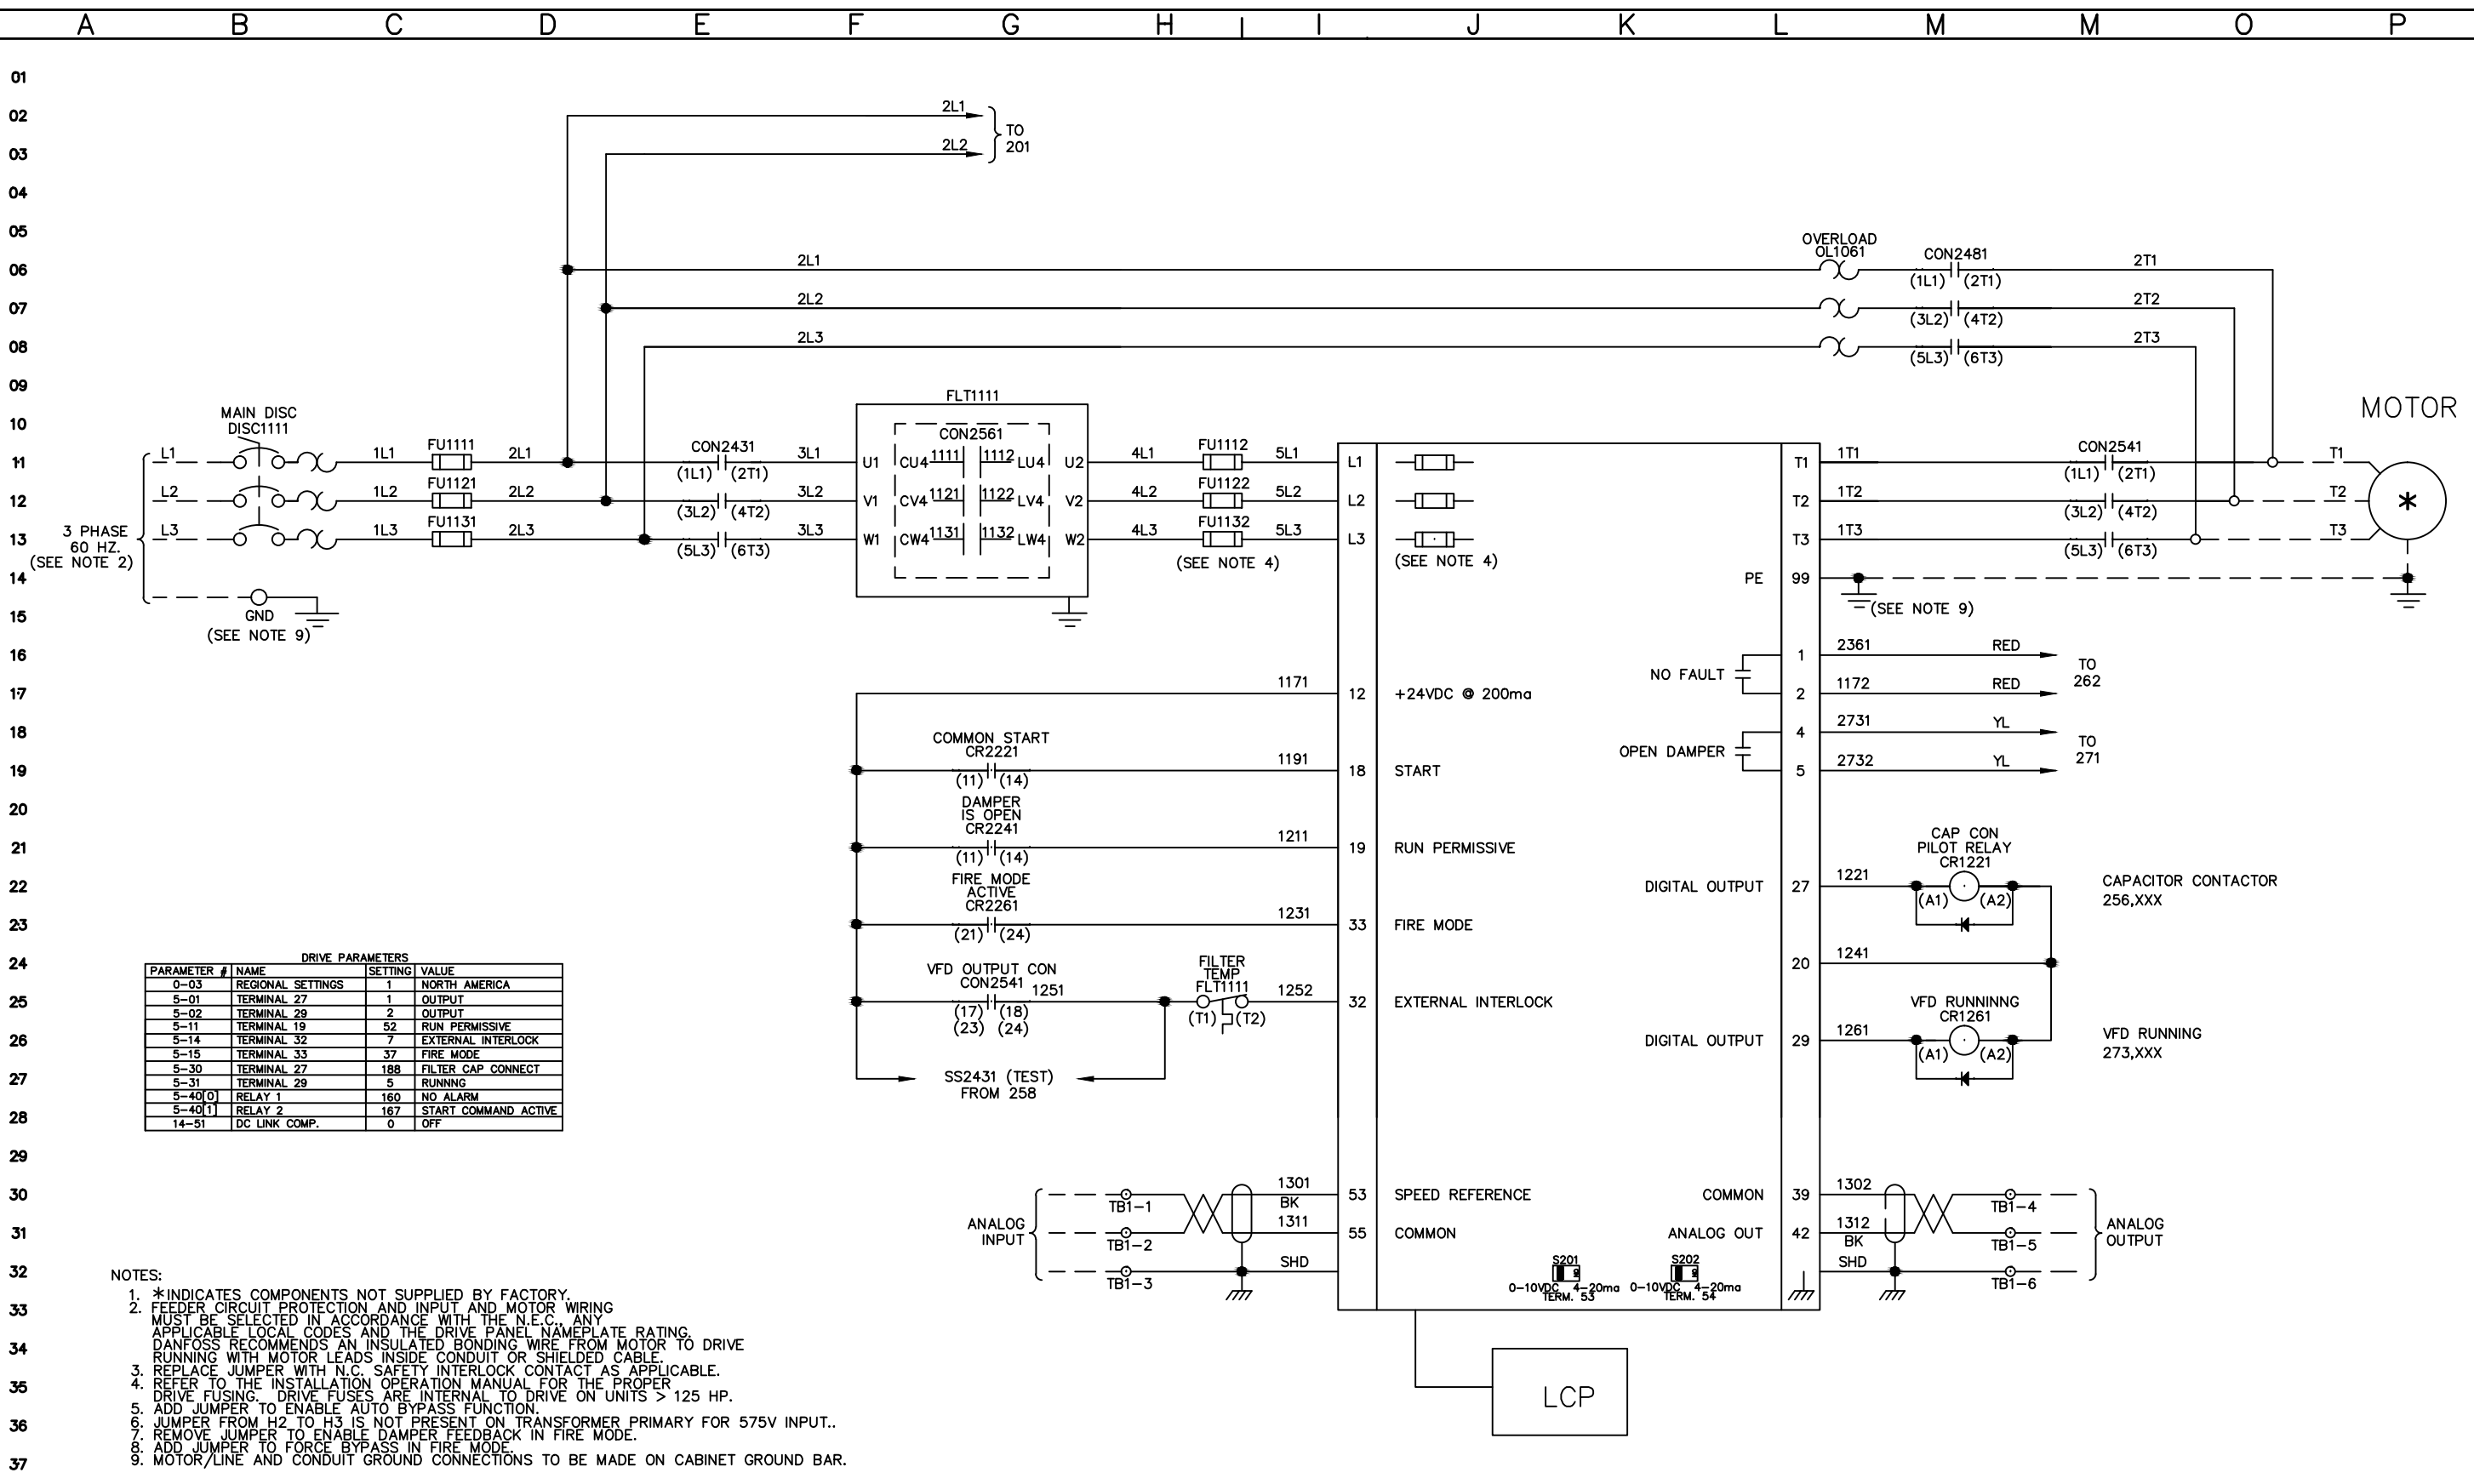 A B C D E F G H I J K L M M O P
01
02
03
04
05
06
07
08
09
10
11
12
13
14
15
16
17
18
19
20
21
22
23
24
25
26
27
28
29
30
31
32
33
34
35
36
37
2L1
2L2
TO
201
2L1
2L2
2L3
OVERLOAD
OL1061
CON2481
(1L1) (2T1)
(3L2) (4T2)
(5L3) (6T3)
2T1
2T2
2T3
MAIN DISC
DISC1111
3 PHASE
60 HZ.
(SEE NOTE 2)
L1
L2
L3
GND
(SEE NOTE 9)
1L1
1L2
1L3
FU1111
FU1121
FU1131
2L1
2L2
2L3
CON2431
(1L1) (2T1)
(3L2) (4T2)
(5L3) (6T3)
3L1
3L2
3L3
FLT1111
CON2561
U1 CU4 1111 1112 LU4 U2
V1 CV4 1121 1122 LV4 V2
W1 CW4 1131 1132 LW4 W2
4L1
4L2
4L3
FU1112
FU1122
FU1132
(SEE NOTE 4)
5L1
5L2
5L3
L1
L2
L3
(SEE NOTE 4)
T1
T2
T3
PE 99
(SEE NOTE 9)
1T1
1T2
1T3
CON2541
(1L1) (2T1)
(3L2) (4T2)
(5L3) (6T3)
T1
T2
T3
MOTOR
*
1171
12 +24VDC @ 200ma
COMMON START
CR2221
(11) (14)
1191
18 START
DAMPER
IS OPEN
CR2241
(11) (14)
1211
19 RUN PERMISSIVE
FIRE MODE
ACTIVE
CR2261
(21) (24)
1231
33 FIRE MODE
VFD OUTPUT CON
CON2541
(17) (18)
(23) (24)
1251
FILTER
TEMP
FLT1111
(T1) (T2)
1252
32 EXTERNAL INTERLOCK
SS2431 (TEST)
FROM 258
NO FAULT
1 2361 RED
2 1172 RED
TO
262
OPEN DAMPER
4 2731 YL
5 2732 YL
TO
271
CAP CON
PILOT RELAY
CR1221
DIGITAL OUTPUT 27 1221
(A1) (A2)
CAPACITOR CONTACTOR
256,XXX
20 1241
VFD RUNNINNG
CR1261
DIGITAL OUTPUT 29 1261
(A1) (A2)
VFD RUNNING
273,XXX
DRIVE PARAMETERS
PARAMETER # NAME SETTING VALUE
0-03 REGIONAL SETTINGS 1 NORTH AMERICA
5-01 TERMINAL 27 1 OUTPUT
5-02 TERMINAL 29 2 OUTPUT
5-11 TERMINAL 19 52 RUN PERMISSIVE
5-14 TERMINAL 32 7 EXTERNAL INTERLOCK
5-15 TERMINAL 33 37 FIRE MODE
5-30 TERMINAL 27 188 FILTER CAP CONNECT
5-31 TERMINAL 29 5 RUNNNG
5-40[0] RELAY 1 160 NO ALARM
5-40[1] RELAY 2 167 START COMMAND ACTIVE
14-51 DC LINK COMP. 0 OFF
ANALOG
INPUT
TB1-1
TB1-2
TB1-3
1301
BK
1311
SHD
53 SPEED REFERENCE
55 COMMON
COMMON 39
ANALOG OUT 42
S201
0-10VDC 4-20ma
TERM. 53
S202
0-10VDC 4-20ma
TERM. 54
1302
1312
BK
SHD
TB1-4
TB1-5
TB1-6
ANALOG
OUTPUT
LCP
NOTES:
1. *INDICATES COMPONENTS NOT SUPPLIED BY FACTORY.
2. FEEDER CIRCUIT PROTECTION AND INPUT AND MOTOR WIRING
MUST BE SELECTED IN ACCORDANCE WITH THE N.E.C., ANY
APPLICABLE LOCAL CODES AND THE DRIVE PANEL NAMEPLATE RATING.
DANFOSS RECOMMENDS AN INSULATED BONDING WIRE FROM MOTOR TO DRIVE
RUNNING WITH MOTOR LEADS INSIDE CONDUIT OR SHIELDED CABLE.
3. REPLACE JUMPER WITH N.C. SAFETY INTERLOCK CONTACT AS APPLICABLE.
4. REFER TO THE INSTALLATION OPERATION MANUAL FOR THE PROPER
DRIVE FUSING. DRIVE FUSES ARE INTERNAL TO DRIVE ON UNITS > 125 HP.
5. ADD JUMPER TO ENABLE AUTO BYPASS FUNCTION.
6. JUMPER FROM H2 TO H3 IS NOT PRESENT ON TRANSFORMER PRIMARY FOR 575V INPUT..
7. REMOVE JUMPER TO ENABLE DAMPER FEEDBACK IN FIRE MODE.
8. ADD JUMPER TO FORCE BYPASS IN FIRE MODE.
9. MOTOR/LINE AND CONDUIT GROUND CONNECTIONS TO BE MADE ON CABINET GROUND BAR.